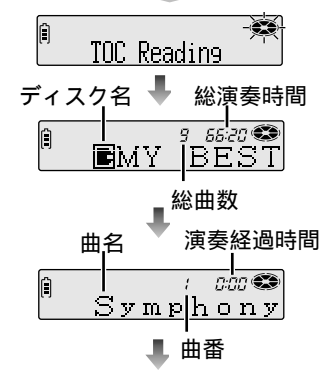 TOC Reading
ディスク名 総演奏時間
9 66:20
MY BEST
総曲数
曲名 演奏経過時間
1 0:00
Symphony
曲番